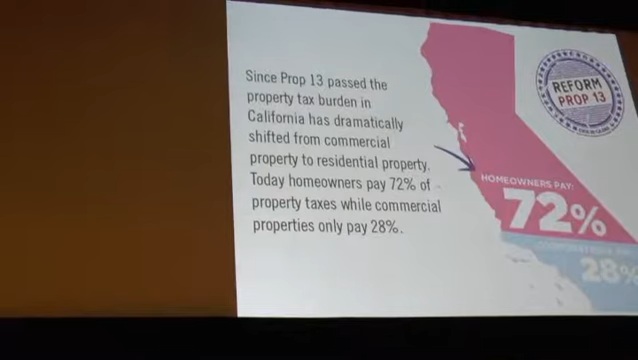 Since Prop 13 passed the
property tax burden in
California has dramatically
shifted from commercial
property to residential property.
Today homeowners pay 72% of
property taxes while commercial
properties only pay 28%.
REFORM
PROP 13
HOMEOWNERS PAY:
72%
28%